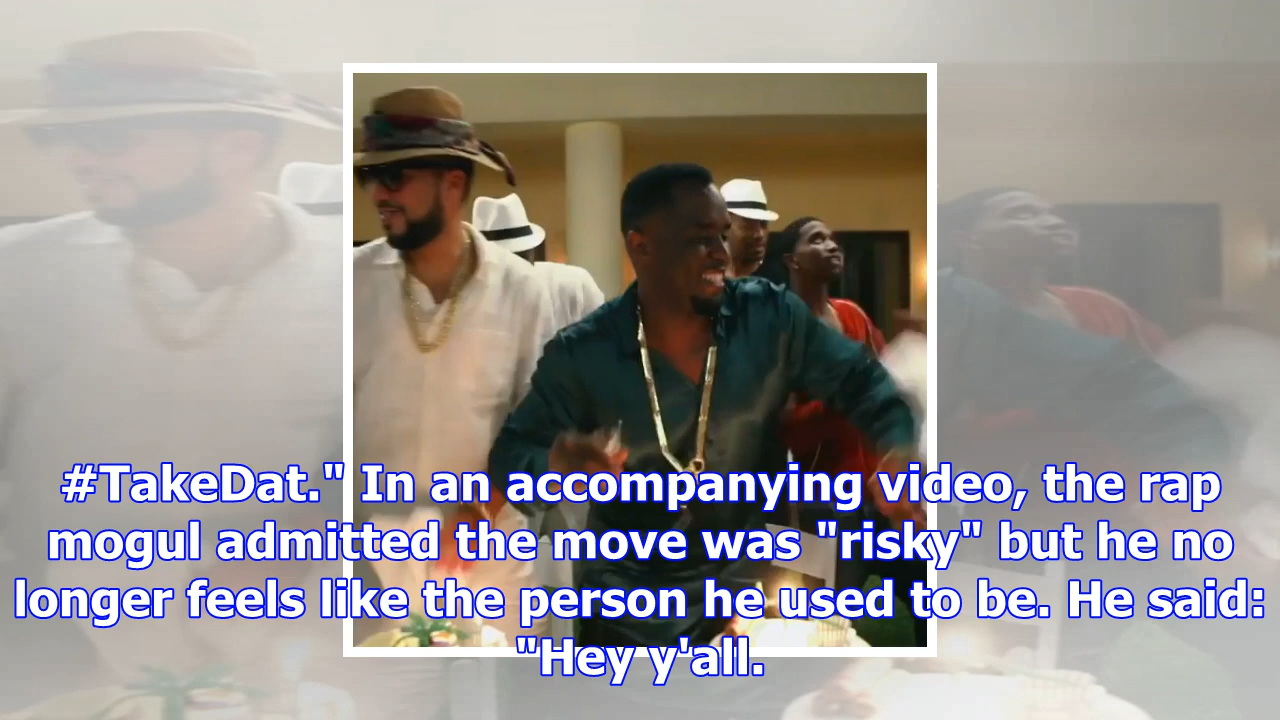 #TakeDat." In an accompanying video, the rap
mogul admitted the move was "risky" but he no
longer feels like the person he used to be. He said:
"Hey y'all.